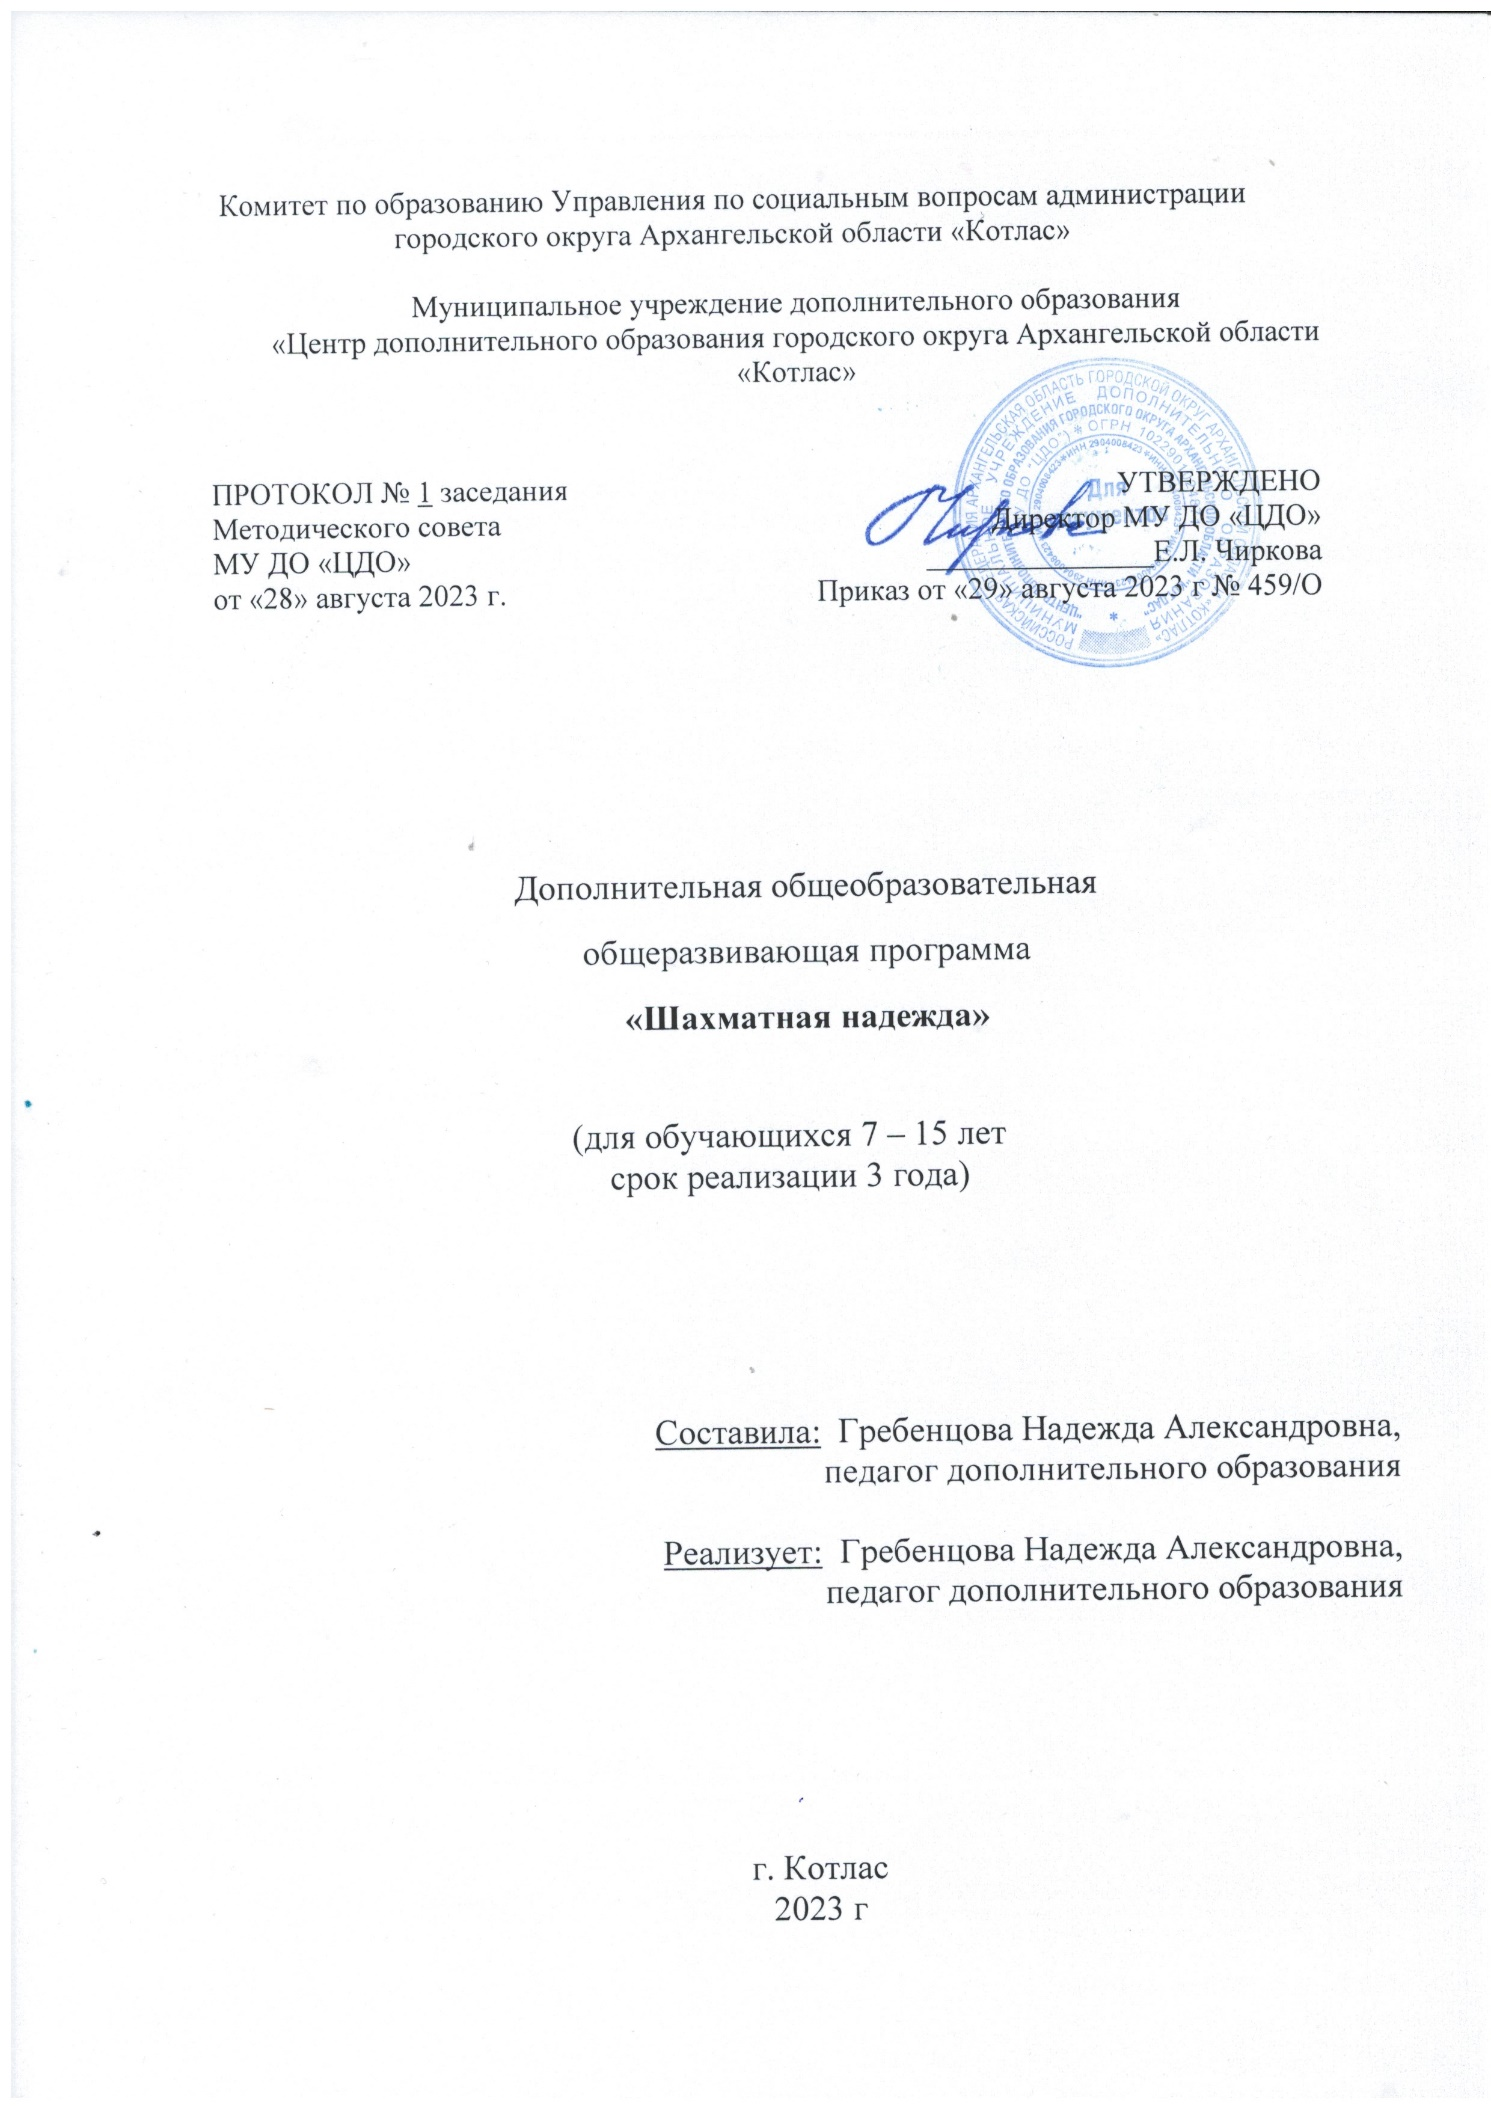 Комитет по образованию Управления по социальным вопросам администрации
городского округа Архангельской области «Котлас»
Муниципальное учреждение дополнительного образования
«Центр дополнительного образования городского округа Архангельской области
«Котлас»
ПРОТОКОЛ № 1 заседания
Методического совета
МУ ДО «ЦДО»
от «28» августа 2023 г.
УТВЕРЖДЕНО
Директор МУ ДО «ЦДО»
_______________Е.Л. Чиркова
Приказ от «29» августа 2023 г № 459/О
Для
Дополнительная общеобразовательная
общеразвивающая программа
«Шахматная надежда»
(для обучающихся 7 – 15 лет
срок реализации 3 года)
Составила: Гребенцова Надежда Александровна,
педагог дополнительного образования
Реализует: Гребенцова Надежда Александровна,
педагог дополнительного образования
г. Котлас
2023 г